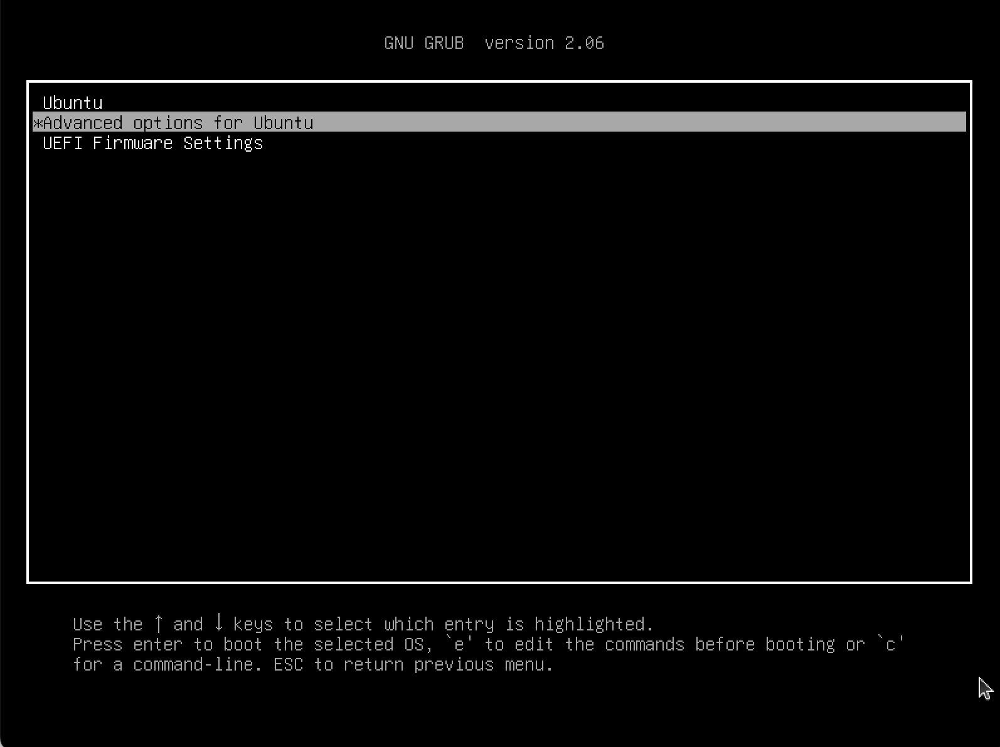 GNU GRUB  version 2.06
Ubuntu
*Advanced options for Ubuntu
UEFI Firmware Settings
Use the ↑ and ↓ keys to select which entry is highlighted.
Press enter to boot the selected OS, `e' to edit the commands before booting or `c'
for a command-line. ESC to return previous menu.